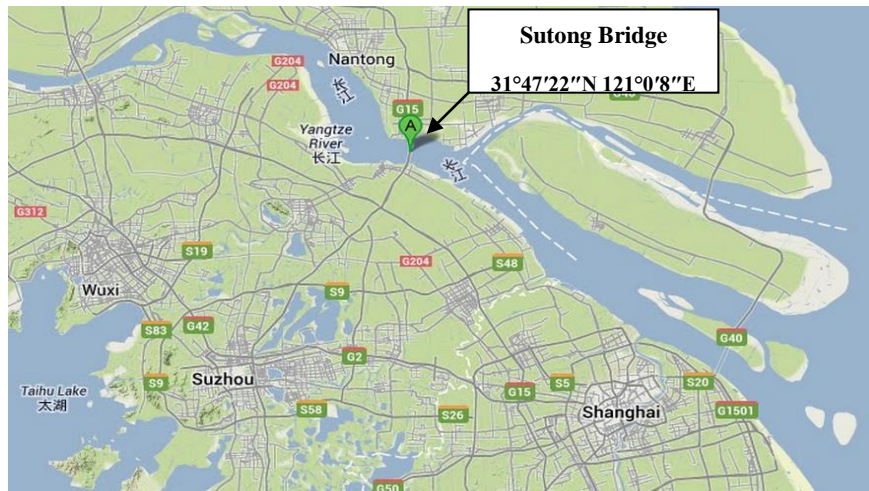 Sutong Bridge
31°47′22″N 121°0′8″E
G204
Nantong
G204
长江
G15
A
Yangtze
River
长江
长江
G312
S19
G204
S48
Wuxi
S9
S83
G42
G40
G2
Taihu Lake
太湖
S9
Suzhou
G15
S5
S20
S58
S26
Shanghai
G1501
G50